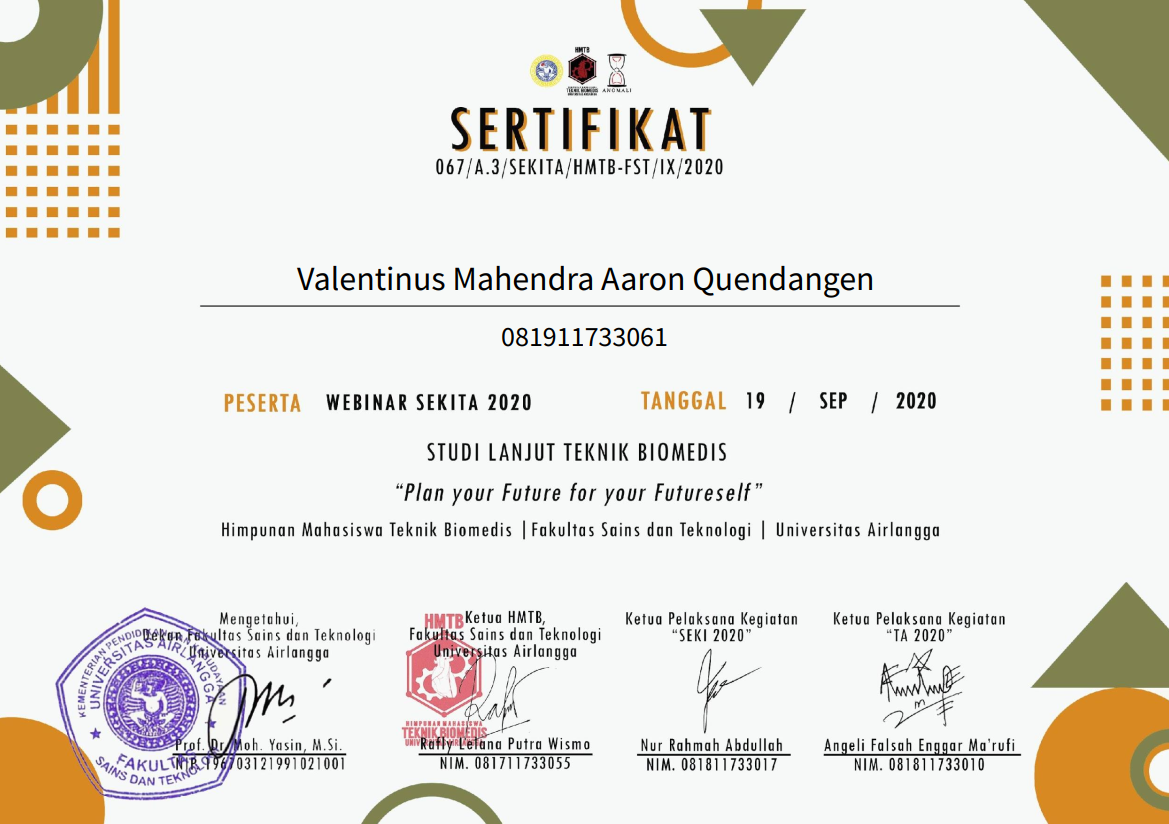 HMTB
TEKNIK BIOMEDIS
ANGMALI
SERTIFIKAT
067/A.3/SEKITA/HMTB-FST/IX/2020
Valentinus Mahendra Aaron Quendangen
081911733061
PESERTA WEBINAR SEKITA 2020
TANGGAL 19 / SEP / 2020
STUDI LANJUT TEKNIK BIOMEDIS
“Plan your Future for your Futureself”
Himpunan Mahasiswa Teknik Biomedis | Fakultas Sains dan Teknologi | Universitas Airlangga
Mengetahui,
Dekan Fakultas Sains dan Teknologi
Universitas Airlangga
Prof. Dr. Moh. Yasin, M.Si.
NIP. 196703121991021001
KEMENTERIAN PENDIDIKAN DAN KEBUDAYAAN
UNIVERSITAS AIRLANGGA
FAKULTAS
SAINS DAN TEKNOLOGI
Ketua HMTB,
Fakultas Sains dan Teknologi
Universitas Airlangga
HMTB
HIMPUNAN MAHASISWA
TEKNIK BIOMEDIS
UNIVERSITAS AIRLANGGA
Rafly Lelana Putra Wismo
NIM. 081711733055
Ketua Pelaksana Kegiatan
“SEKI 2020”
Nur Rahmah Abdullah
NIM. 081811733017
Ketua Pelaksana Kegiatan
“TA 2020”
Angeli Falsah Enggar Ma'rufi
NIM. 081811733010